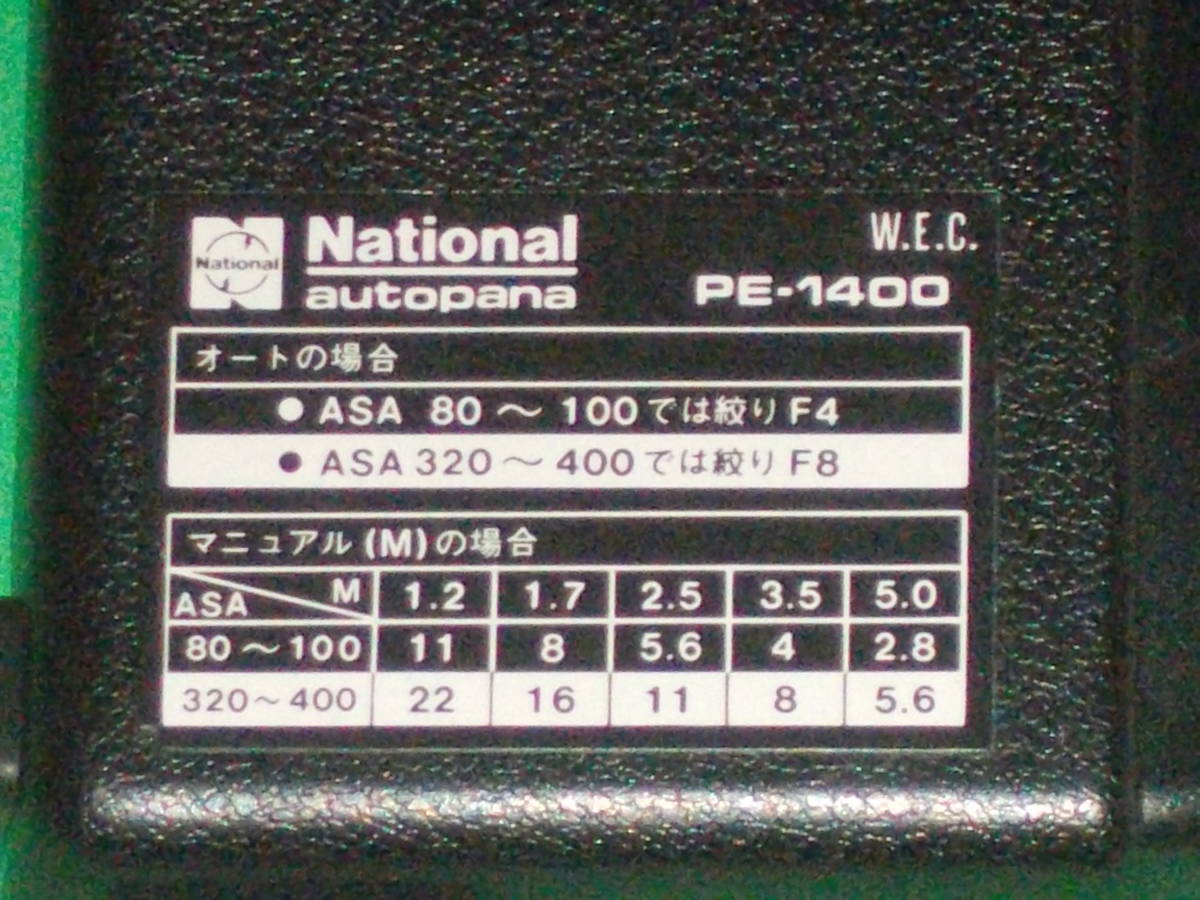 National
National
autopana
W.E.C.
PE-1400
オートの場合
● ASA 80 〜 100では絞り F4
● ASA 320 〜 400では絞り F8
マニュアル (M) の場合
ASA M 1.2 1.7 2.5 3.5 5.0
80 〜 100 11 8 5.6 4 2.8
320〜400 22 16 11 8 5.6